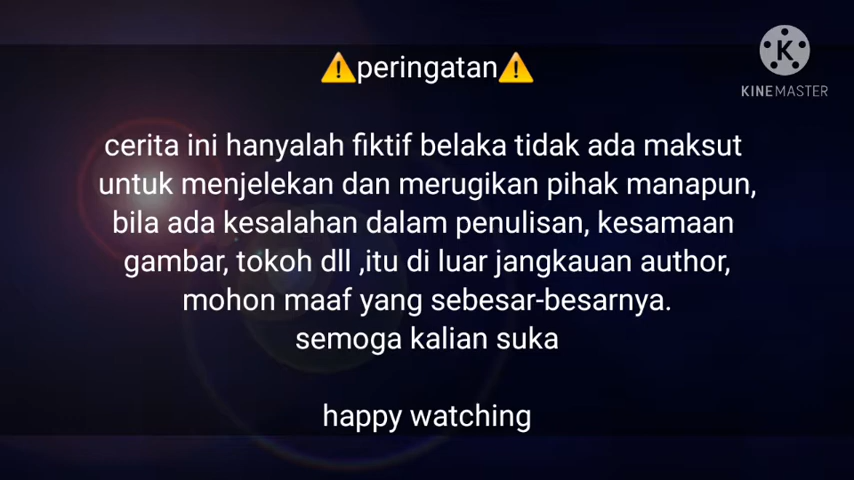 ⚠️peringatan⚠️
KINEMASTER
cerita ini hanyalah fiktif belaka tidak ada maksut
untuk menjelekan dan merugikan pihak manapun,
bila ada kesalahan dalam penulisan, kesamaan
gambar, tokoh dll ,itu di luar jangkauan author,
mohon maaf yang sebesar-besarnya.
semoga kalian suka
happy watching